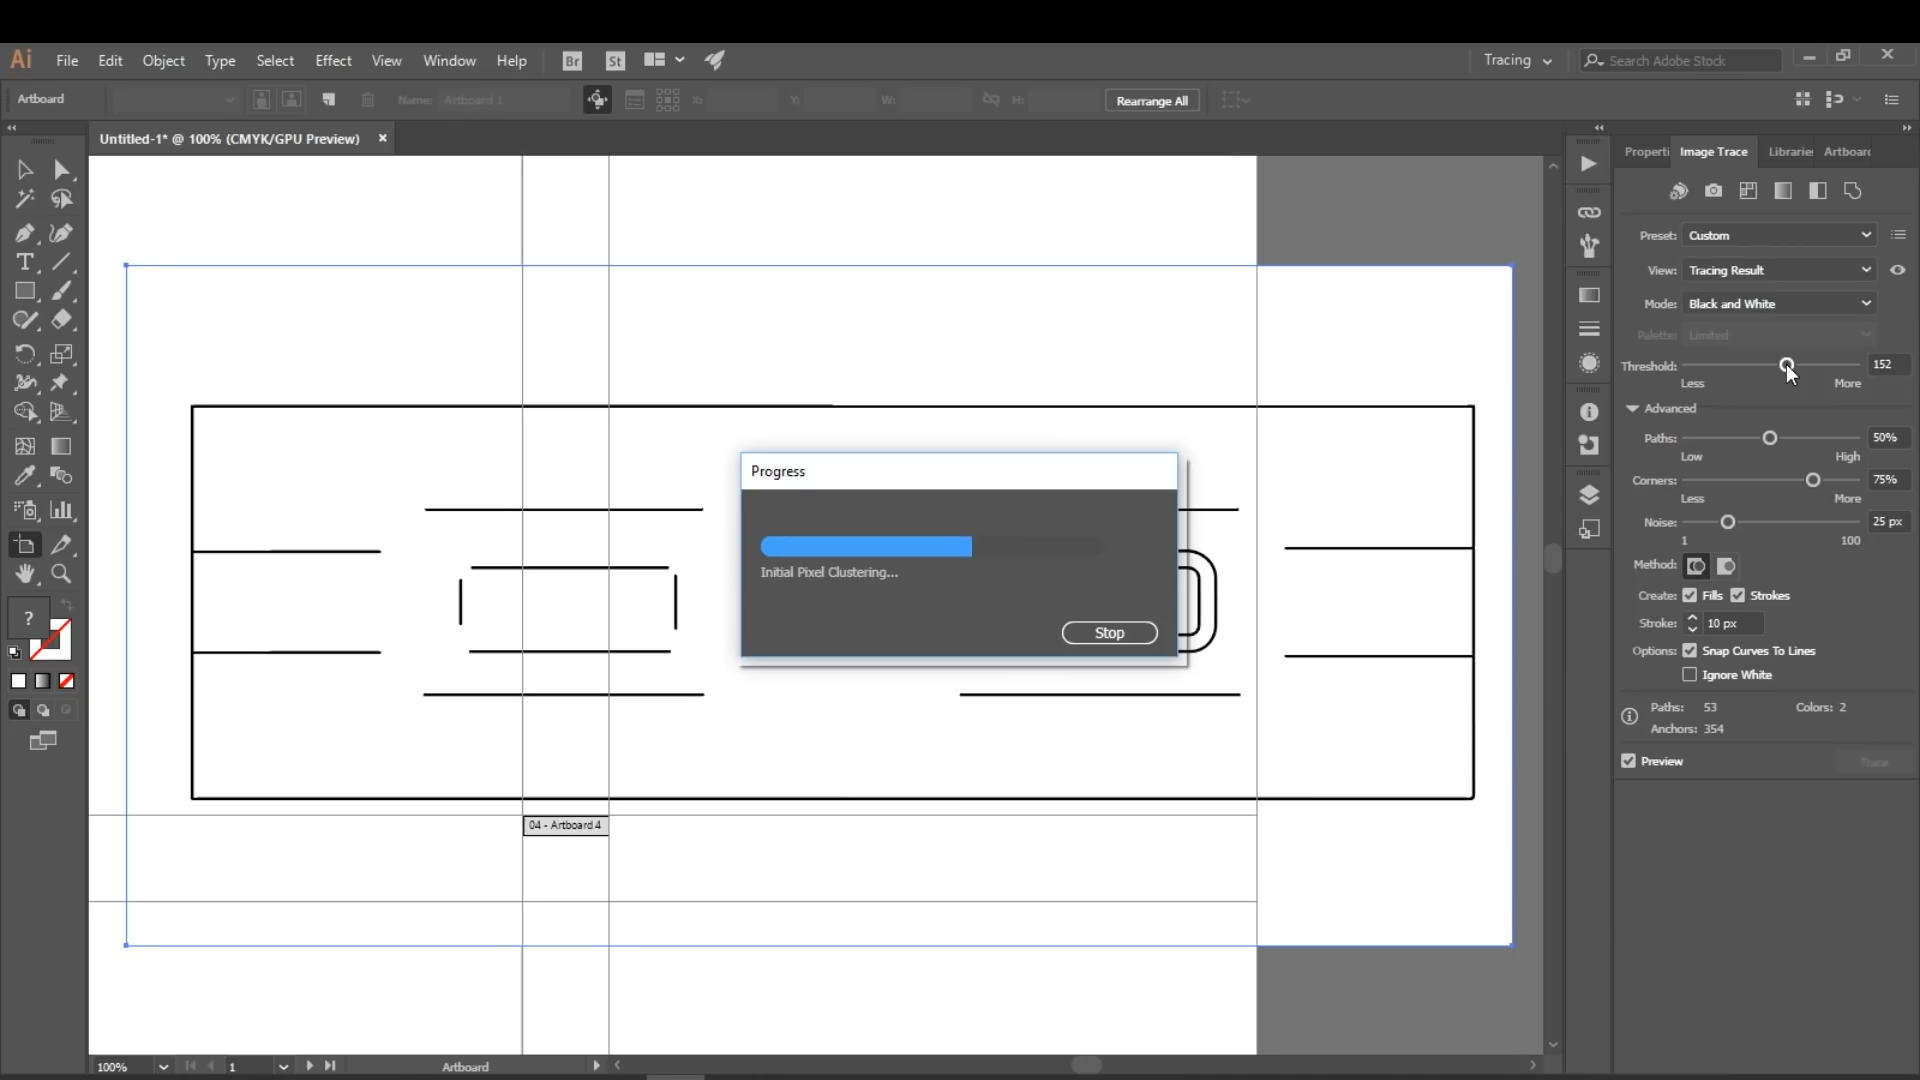 Ai File Edit Object Type Select Effect View Window Help Br St Tracing Search Adobe Stock
Artboard Name: Artboard 1 X: Y: W: H: Rearrange All
Untitled-1* @ 100% (CMYK/GPU Preview) ×
Properti Image Trace Libraries Artboard
Preset: Custom
View: Tracing Result
Mode: Black and White
Palette: Limited
Threshold: 152
Less More
Advanced
Paths: 50%
Low High
Corners: 75%
Less More
Noise: 25 px
1 100
Method:
Create: Fills Strokes
Stroke: 10 px
Options: Snap Curves To Lines
Ignore White
Paths: 53 Colors: 2
Anchors: 354
Preview Trace
Progress
Initial Pixel Clustering...
Stop
?
04 - Artboard 4
100% 1 Artboard